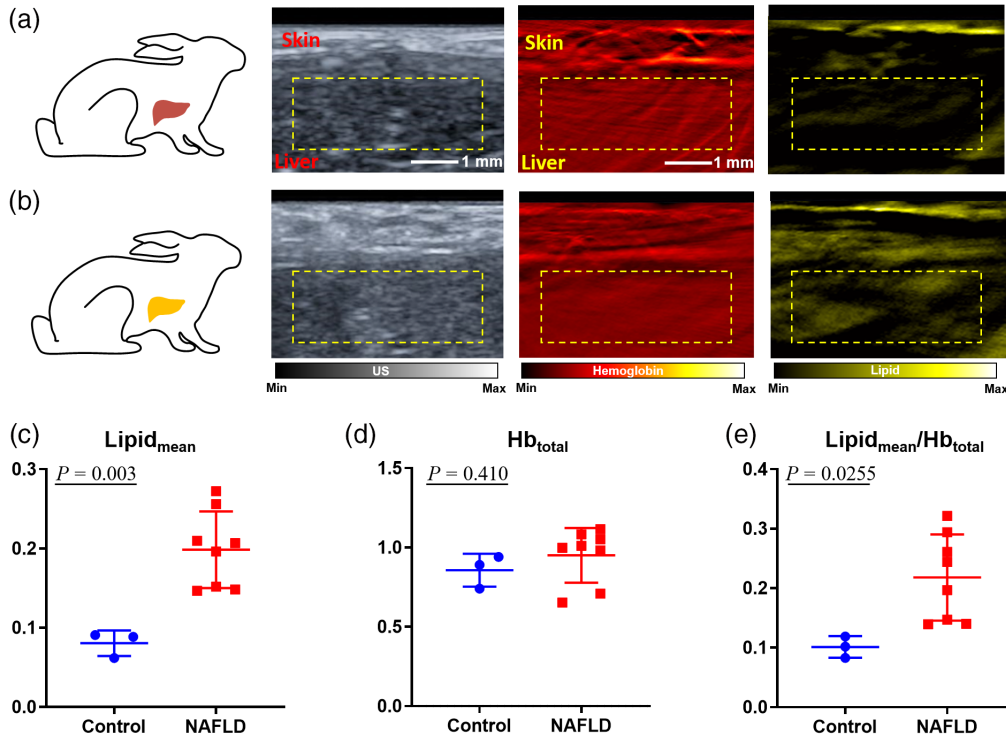 (a)
Skin
Liver
1 mm
Skin
Liver
1 mm
(b)
US
Min
Max
Hemoglobin
Min
Max
Lipid
Min
Max
(c)
Lipidmean
P = 0.003
0.3
0.2
0.1
0.0
Control
NAFLD
(d)
Hbtotal
P = 0.410
1.5
1.0
0.5
0.0
Control
NAFLD
(e)
Lipidmean/Hbtotal
P = 0.0255
0.4
0.3
0.2
0.1
0.0
Control
NAFLD